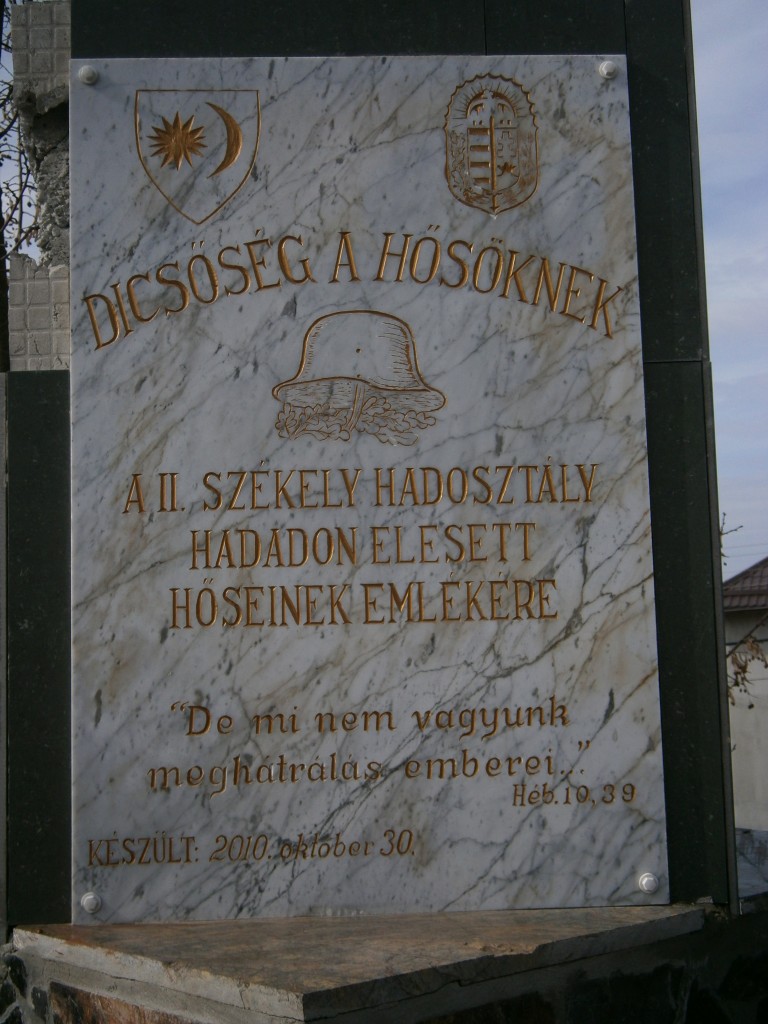 DICSŐSÉG A HŐSÖKNEK
A II. SZÉKELY HADOSZTÁLY
HADADON ELESETT
HŐSEINEK EMLÉKÉRE
"De mi nem vagyunk
meghátrálás emberei..."
Héb. 10, 39
KÉSZÜLT: 2010. október 30.